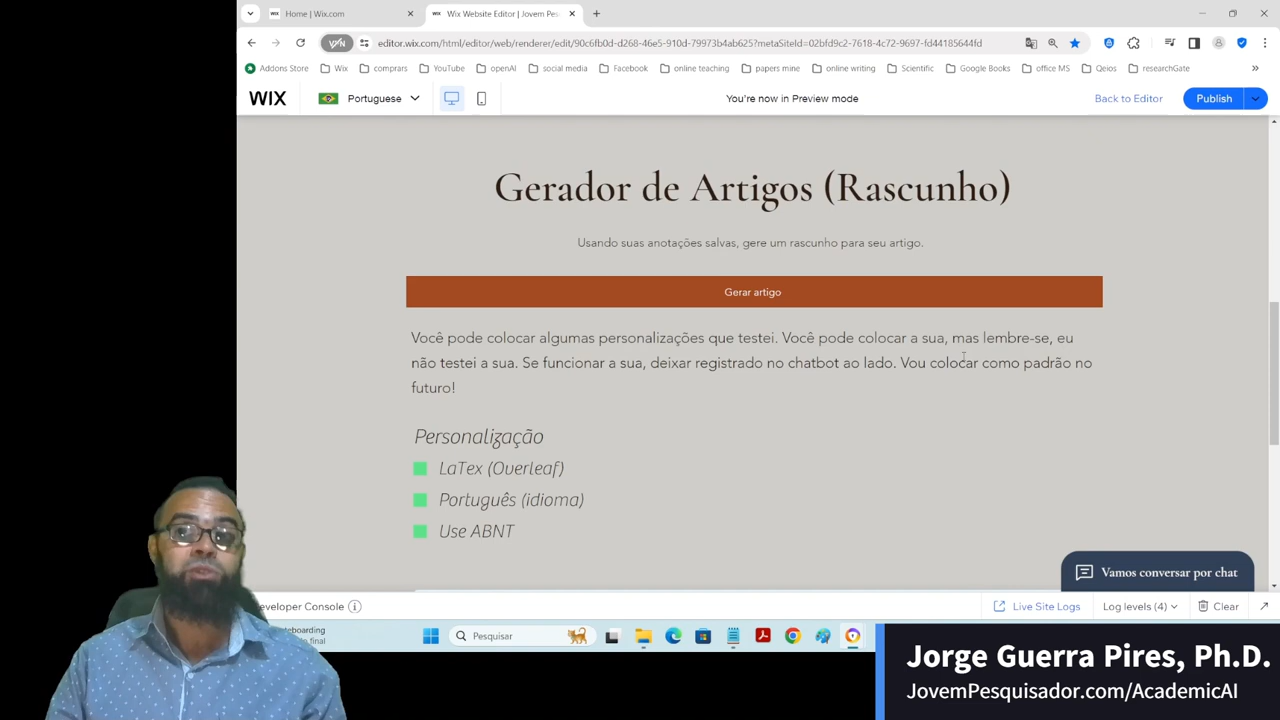 Home | Wix.com
Wix Website Editor | Jovem Pes
editor.wix.com/html/editor/web/renderer/edit/90c6fb0d-d268-46e5-910d-79973b4ab625?metaSiteId=02bfd9c2-7618-4c72-9697-fd44185644fd
Addons Store Wix comprars YouTube openAI social media Facebook online teaching papers mine online writing Scientific Google Books office MS Qeios researchGate
WIX Portuguese You're now in Preview mode Back to Editor Publish
Gerador de Artigos (Rascunho)
Usando suas anotações salvas, gere um rascunho para seu artigo.
Gerar artigo
Você pode colocar algumas personalizações que testei. Você pode colocar a sua, mas lembre-se, eu
não testei a sua. Se funcionar a sua, deixar registrado no chatbot ao lado. Vou colocar como padrão no
futuro!
Personalização
LaTex (Overleaf)
Português (idioma)
Use ABNT
Vamos conversar por chat
eveloper Console Live Site Logs Log levels (4) Clear
Pesquisar
Jorge Guerra Pires, Ph.D.
JovemPesquisador.com/AcademicAI